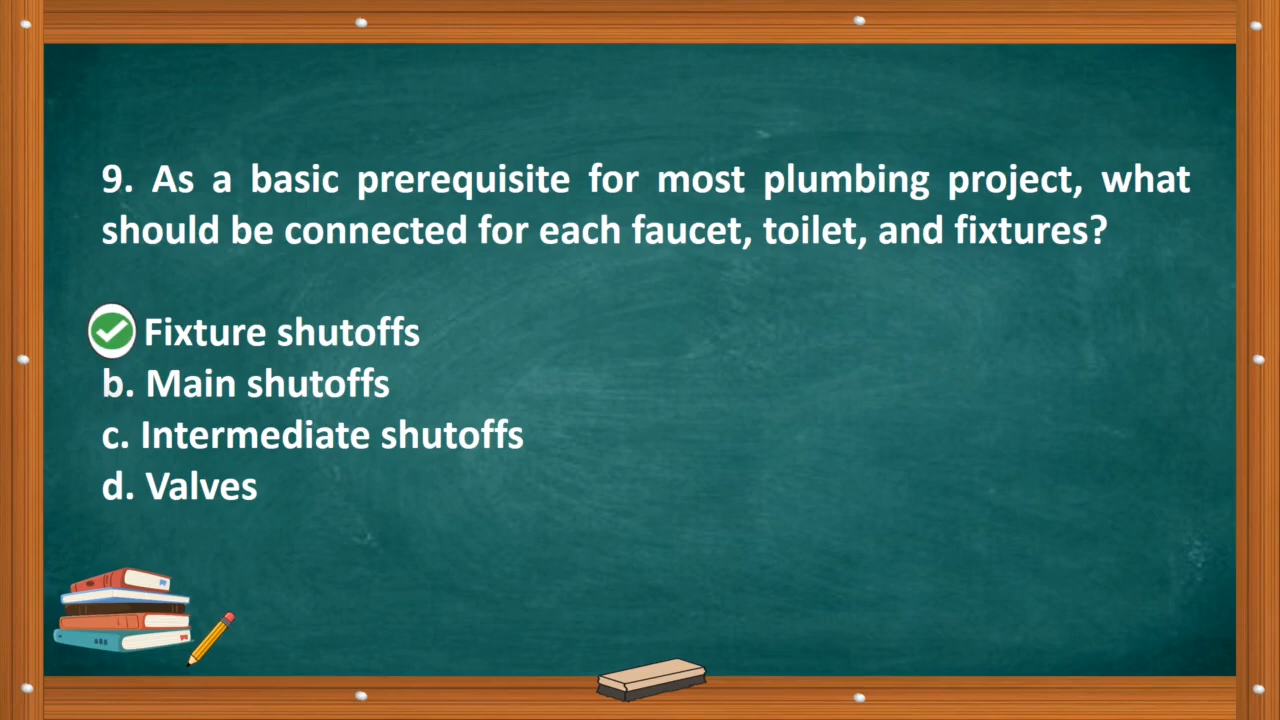 9. As a basic prerequisite for most plumbing project, what
should be connected for each faucet, toilet, and fixtures?
Fixture shutoffs
b. Main shutoffs
c. Intermediate shutoffs
d. Valves